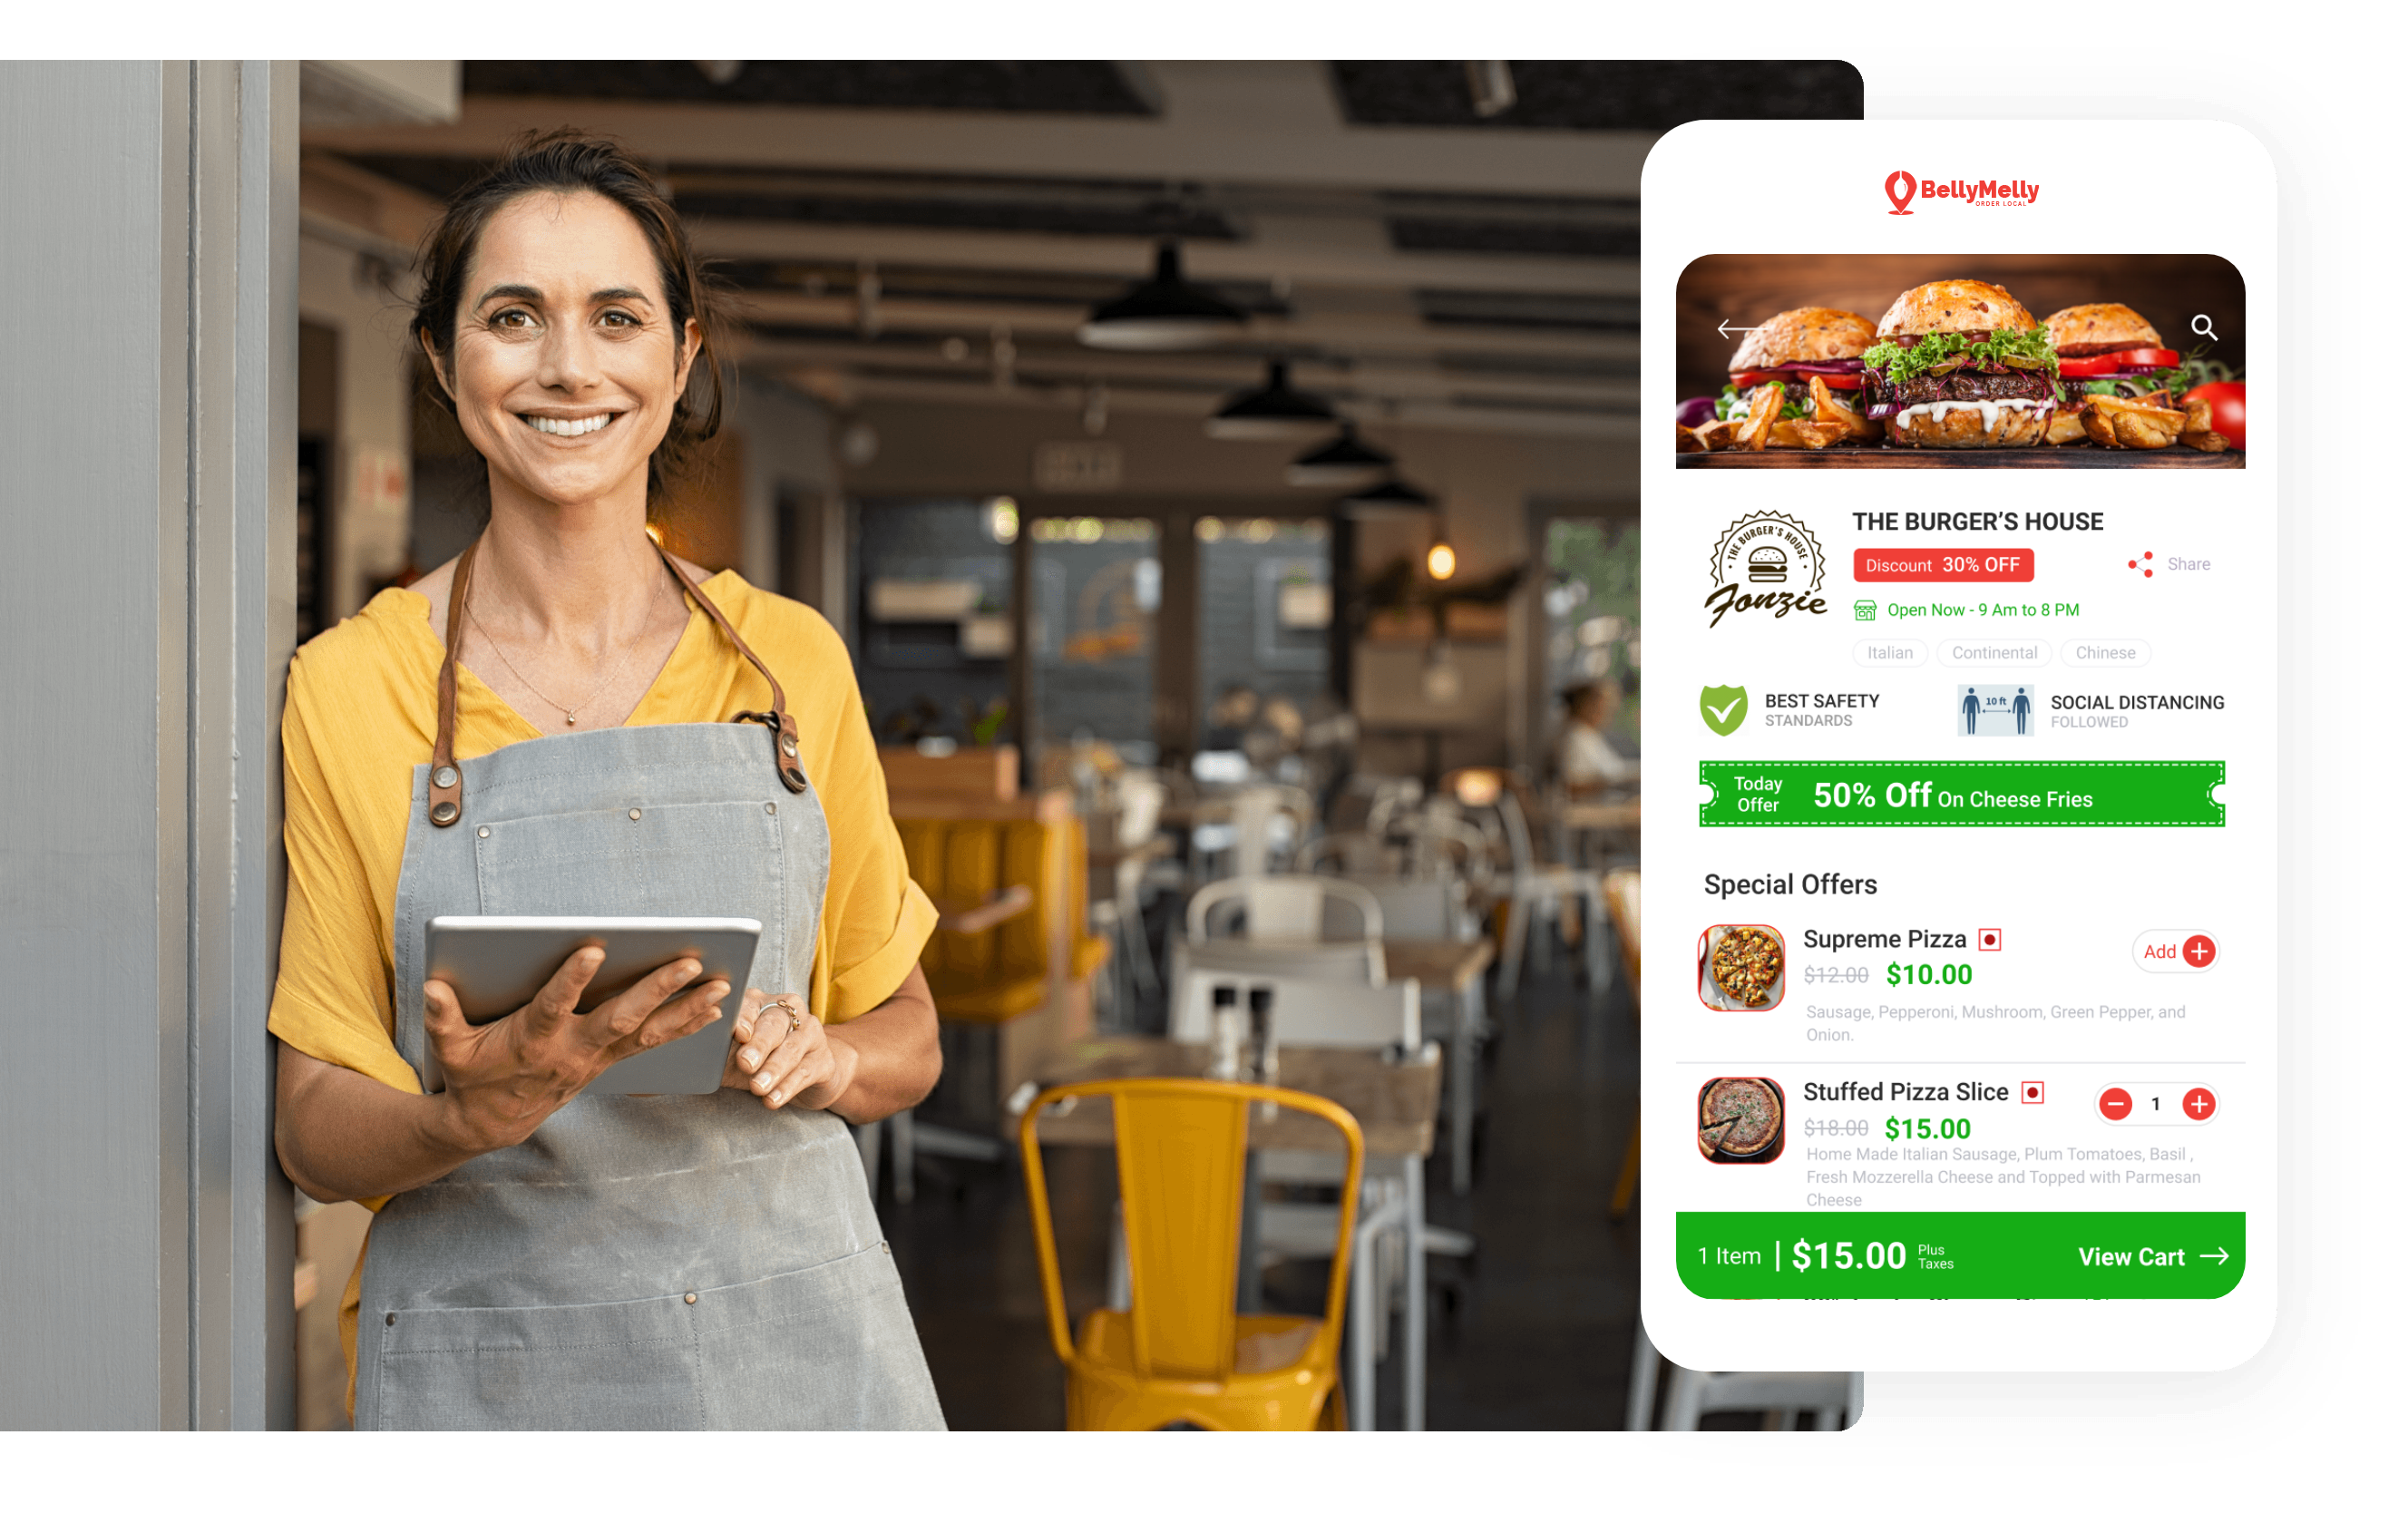 BellyMelly
ORDER LOCAL
THE BURGER'S HOUSE
Fonzie
THE BURGER’S HOUSE
Discount 30% OFF
Share
Open Now - 9 Am to 8 PM
Italian Continental Chinese
BEST SAFETY
STANDARDS
10 ft
SOCIAL DISTANCING
FOLLOWED
Today
Offer
50% Off On Cheese Fries
Special Offers
Supreme Pizza
Add
$12.00 $10.00
Sausage, Pepperoni, Mushroom, Green Pepper, and
Onion.
Stuffed Pizza Slice
1
$18.00 $15.00
Home Made Italian Sausage, Plum Tomatoes, Basil ,
Fresh Mozzerella Cheese and Topped with Parmesan
Cheese
1 Item | $15.00 Plus
Taxes
View Cart